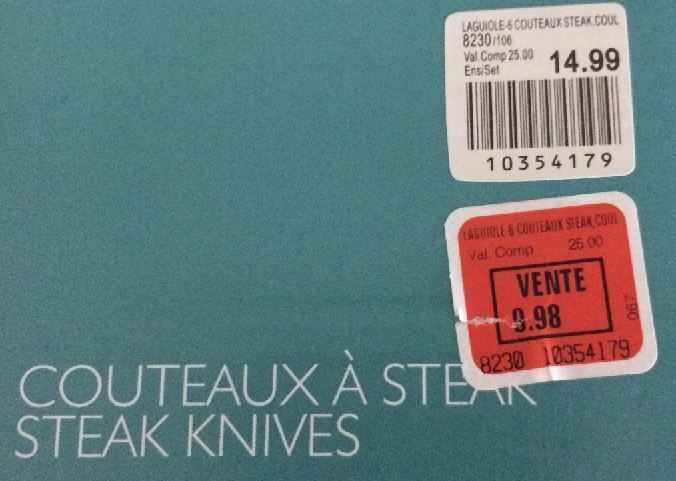 LAGUIOLE-6 COUTEAUX STEAK.COUL
8230/106
Val.Comp 25.00
Ens/Set
14.99
10354179
LAGUIOLE-6 COUTEAUX STEAK,COUL
Val. Comp 25.00
VENTE
9.98
067
8230 10354179
COUTEAUX À STEAK
STEAK KNIVES